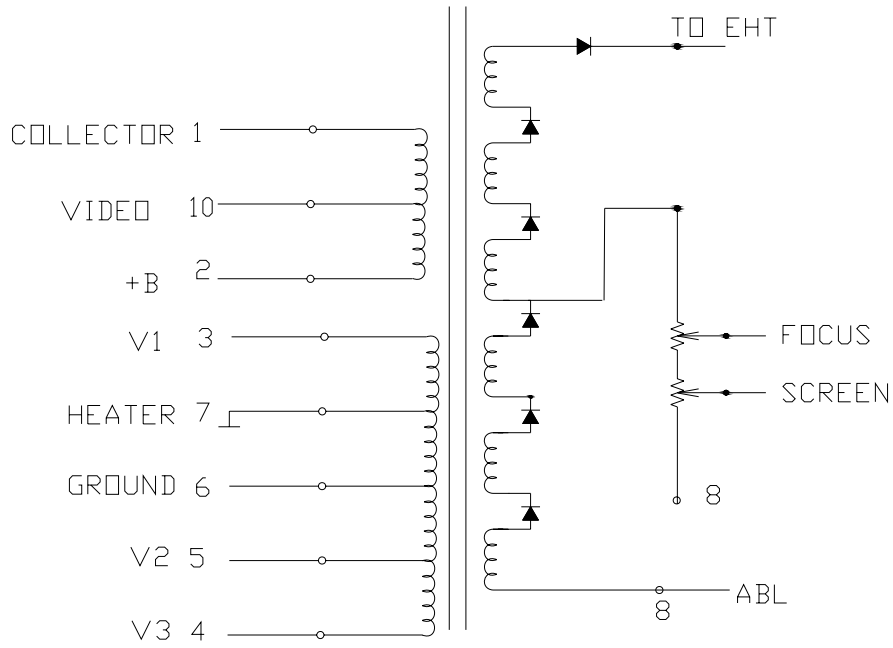 TO EHT
COLLECTOR 1
VIDEO 10
+B 2
V1 3
HEATER 7
GROUND 6
V2 5
V3 4
FOCUS
SCREEN
8
ABL
8